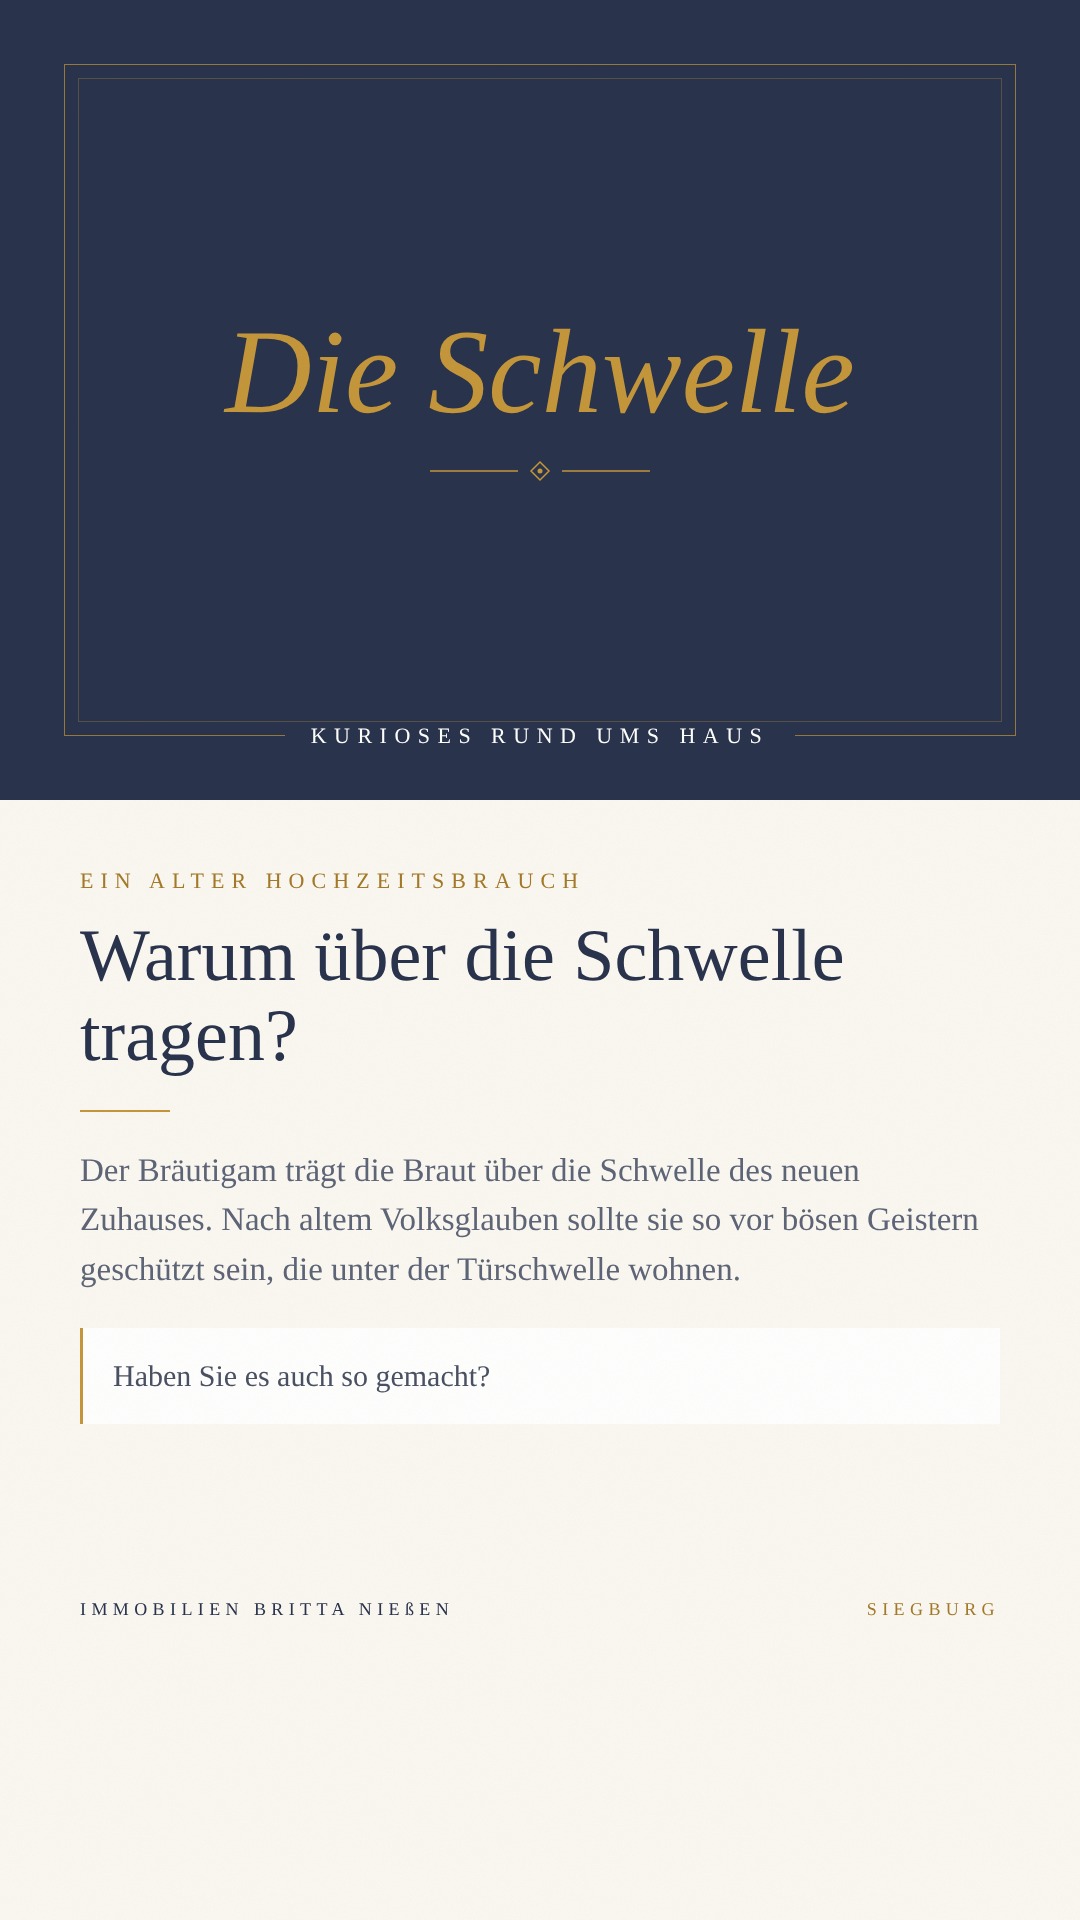 Die Schwelle
KURIOSES RUND UMS HAUS
EIN ALTER HOCHZEITSBRAUCH
Warum über die Schwelle
tragen?
Der Bräutigam trägt die Braut über die Schwelle des neuen
Zuhauses. Nach altem Volksglauben sollte sie so vor bösen Geistern
geschützt sein, die unter der Türschwelle wohnen.
Haben Sie es auch so gemacht?
IMMOBILIEN BRITTA NIEßEN
SIEGBURG